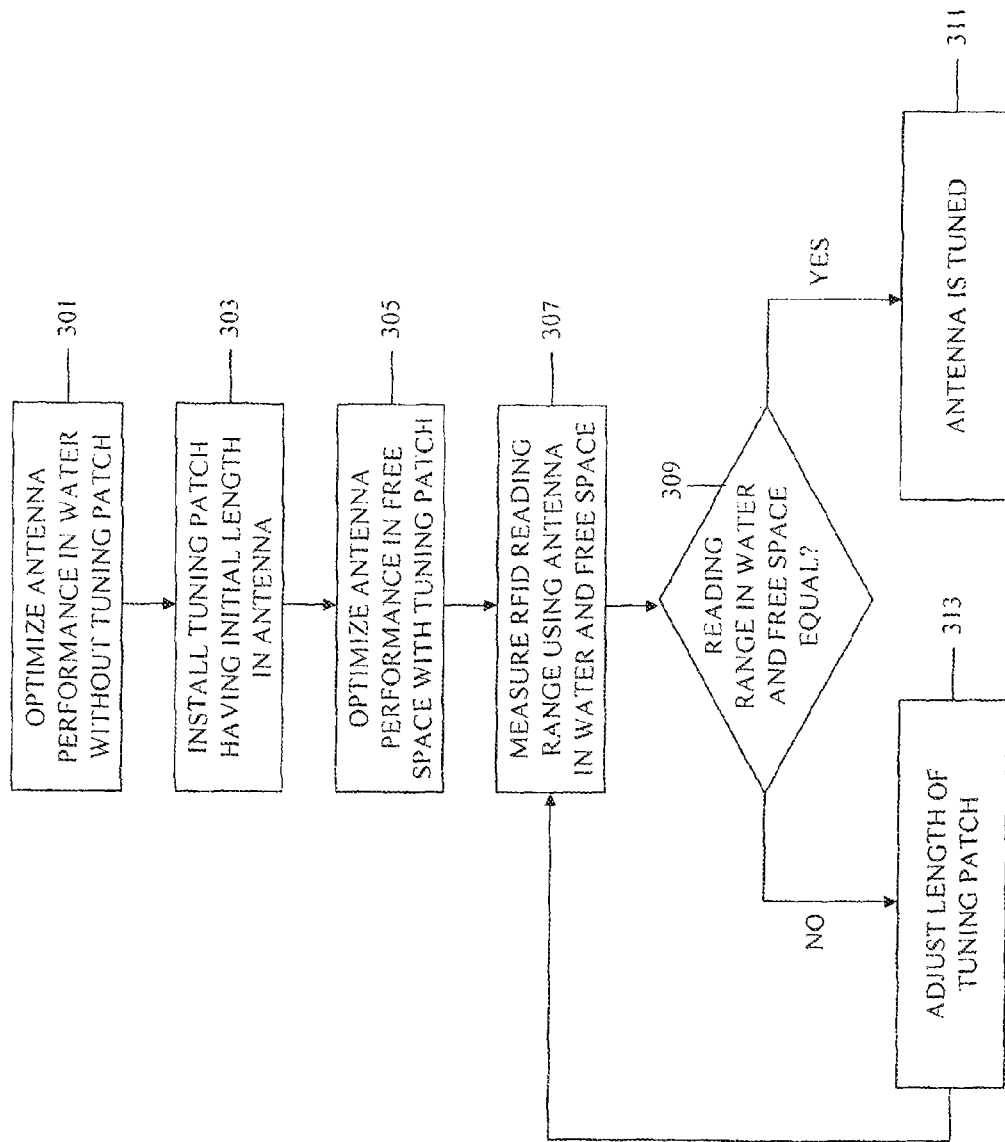 OPTIMIZE ANTENNA
PERFORMANCE IN WATER
WITHOUT TUNING PATCH
301
INSTALL TUNING PATCH
HAVING INITIAL LENGTH
IN ANTENNA
303
OPTIMIZE ANTENNA
PERFORMANCE IN FREE
SPACE WITH TUNING PATCH
305
MEASURE RFID READING
RANGE USING ANTENNA
IN WATER AND FREE SPACE
307
309
READING
RANGE IN WATER
AND FREE SPACE
EQUAL?
NO
YES
ADJUST LENGTH OF
TUNING PATCH
313
ANTENNA IS TUNED
311